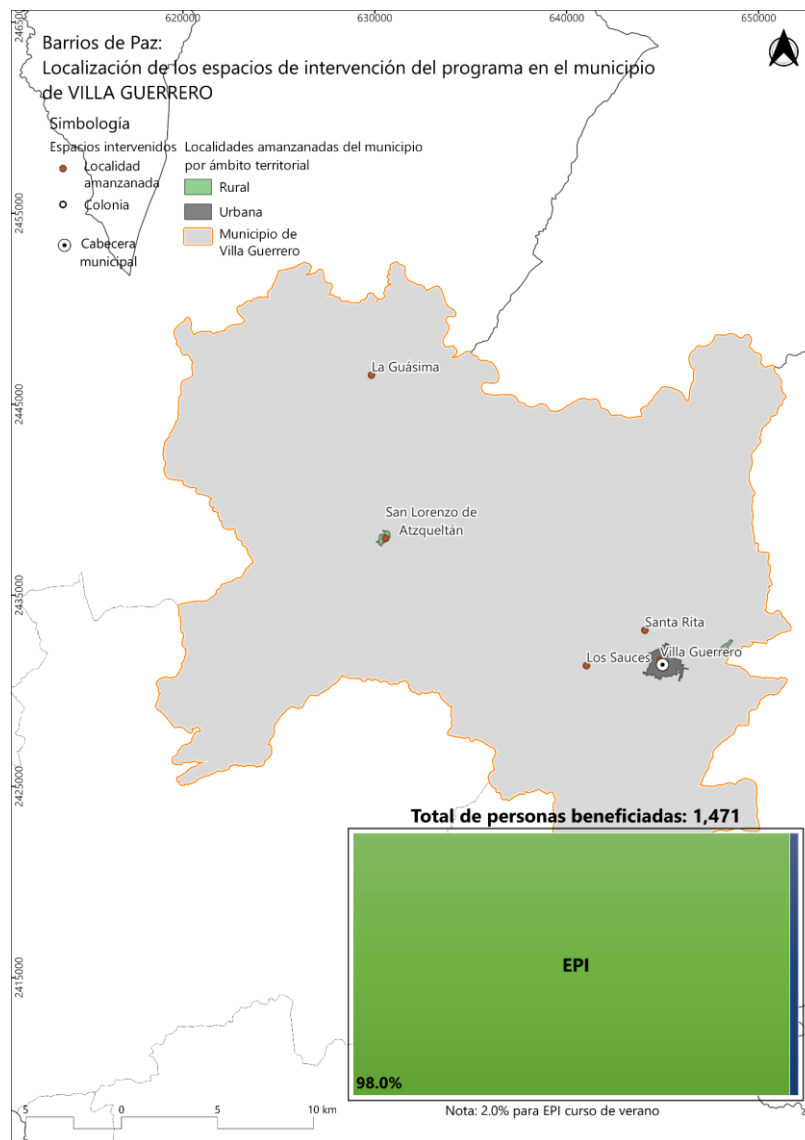 620000
630000
640000
650000
Barrios de Paz:
Localización de los espacios de intervención del programa en el municipio
de VILLA GUERRERO
Simbología
Espacios intervenidos
Localidad
amanzanada
Colonia
Cabecera
municipal
Localidades amanzanadas del municipio
por ámbito territorial
Rural
Urbana
Municipio de
Villa Guerrero
2455000
2445000
2435000
2425000
2415000
La Guásima
San Lorenzo de
Atzqueltán
Santa Rita
Los Sauces
Villa Guerrero
Total de personas beneficiadas: 1,471
EPI
98.0%
Nota: 2.0% para EPI curso de verano
5
0
5
10 km